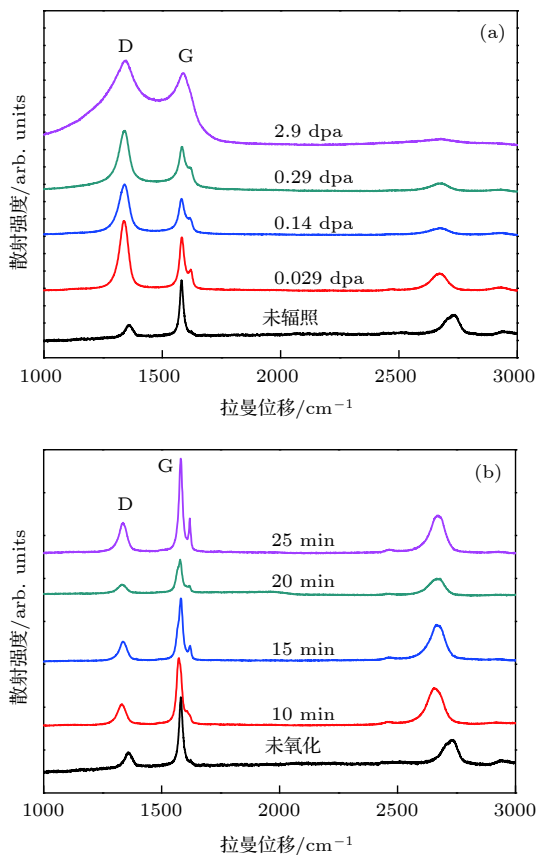 (a)
D
G
2.9 dpa
0.29 dpa
0.14 dpa
0.029 dpa
未辐照
散射强度/arb. units
1000 1500 2000 2500 3000
拉曼位移/cm⁻¹
(b)
G
D
25 min
20 min
15 min
10 min
未氧化
散射强度/arb. units
1000 1500 2000 2500 3000
拉曼位移/cm⁻¹